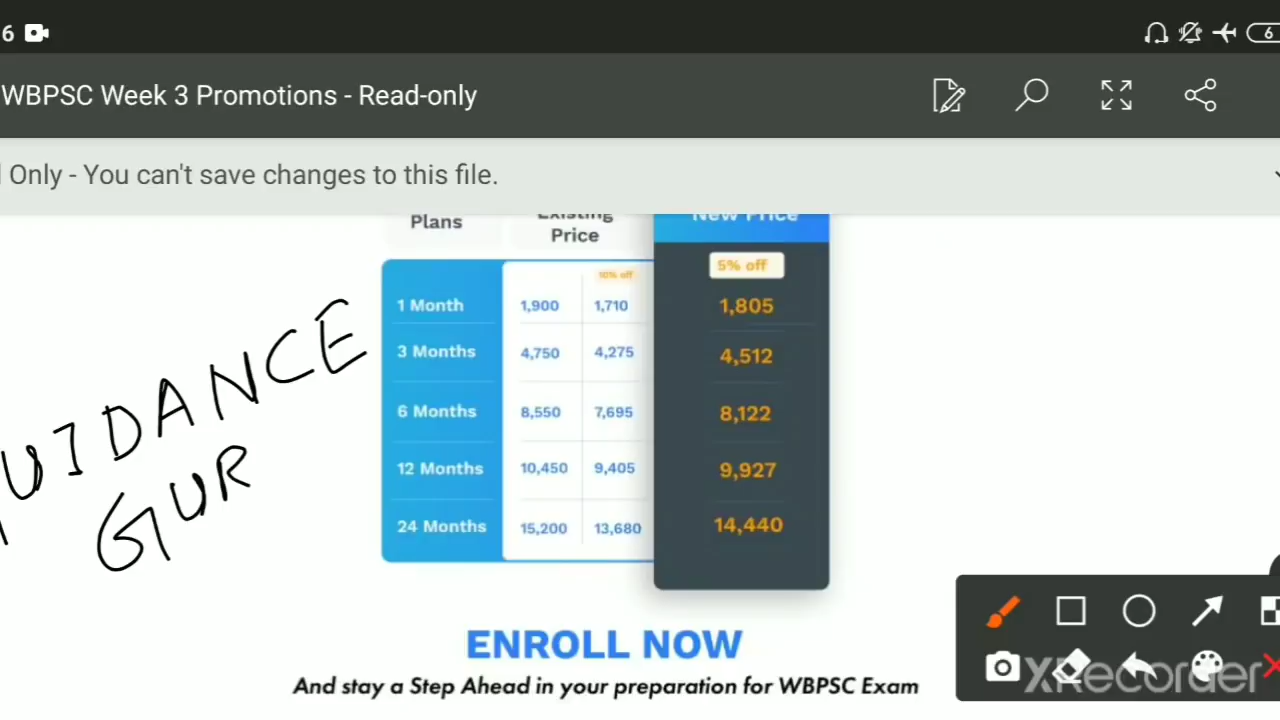 6
6
WBPSC Week 3 Promotions - Read-only
Only - You can't save changes to this file.
Plans Existing Price New Price
10% off 5% off
1 Month 1,900 1,710 1,805
3 Months 4,750 4,275 4,512
6 Months 8,550 7,695 8,122
12 Months 10,450 9,405 9,927
24 Months 15,200 13,680 14,440
UIDANCE
GUR
ENROLL NOW
And stay a Step Ahead in your preparation for WBPSC Exam
XRecorder